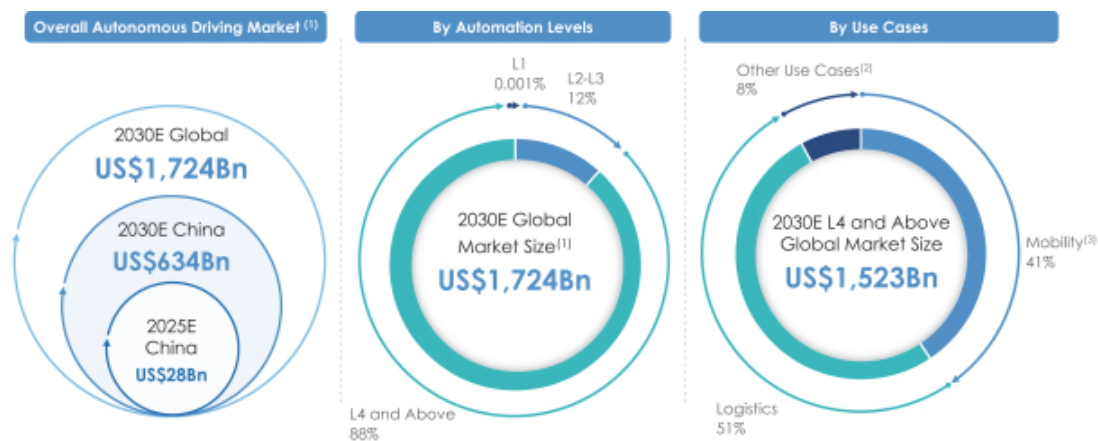 Overall Autonomous Driving Market (1)
2030E Global
US$1,724Bn
2030E China
US$634Bn
2025E
China
US$28Bn
By Automation Levels
L1
0.001%
L2-L3
12%
2030E Global
Market Size(1)
US$1,724Bn
L4 and Above
88%
By Use Cases
Other Use Cases(2)
8%
2030E L4 and Above
Global Market Size
US$1,523Bn
Mobility(3)
41%
Logistics
51%